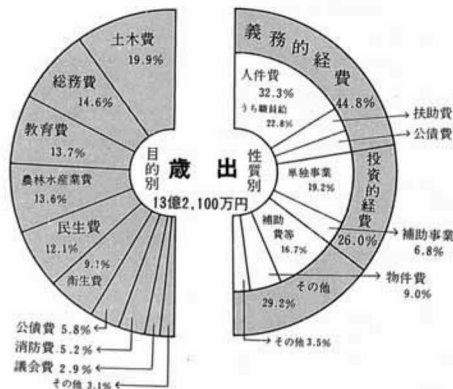 土木費
19.9%
総務費
14.6%
教育費
13.7%
農林水産業費
13.6%
民生費
12.1%
9.1%
衛生費
公債費 5.8%
消防費 5.2%
議会費 2.9%
その他 3.1%
目的別
歳出
13億2,100万円
性質別
義務的経費
44.8%
人件費
32.3%
うち職員給
22.8%
扶助費
公債費
投資的経費
26.0%
単独事業
19.2%
補助事業
6.8%
補助
費等
16.7%
物件費
9.0%
その他
29.2%
その他 3.5%